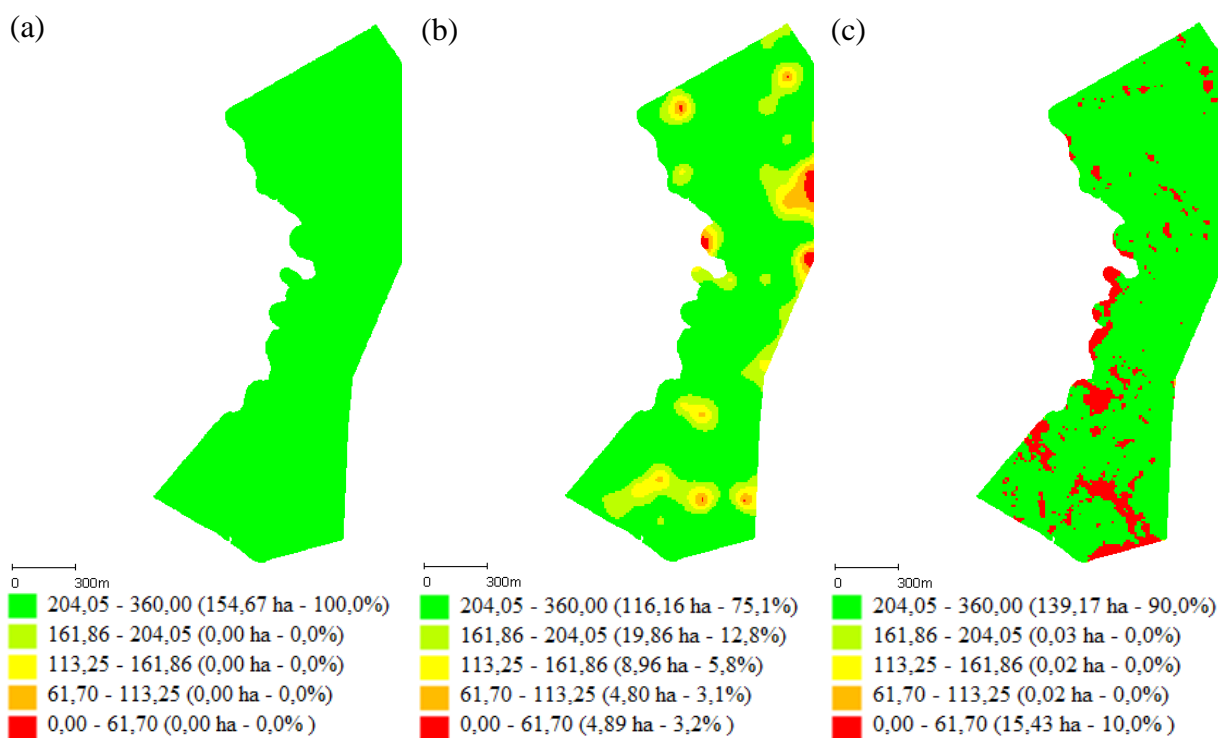 (a)
(b)
(c)
0 300m
0 300m
0 300m
204,05 - 360,00 (154,67 ha - 100,0%)
161,86 - 204,05 (0,00 ha - 0,0%)
113,25 - 161,86 (0,00 ha - 0,0%)
61,70 - 113,25 (0,00 ha - 0,0%)
0,00 - 61,70 (0,00 ha - 0,0% )
204,05 - 360,00 (116,16 ha - 75,1%)
161,86 - 204,05 (19,86 ha - 12,8%)
113,25 - 161,86 (8,96 ha - 5,8%)
61,70 - 113,25 (4,80 ha - 3,1%)
0,00 - 61,70 (4,89 ha - 3,2% )
204,05 - 360,00 (139,17 ha - 90,0%)
161,86 - 204,05 (0,03 ha - 0,0%)
113,25 - 161,86 (0,02 ha - 0,0%)
61,70 - 113,25 (0,02 ha - 0,0%)
0,00 - 61,70 (15,43 ha - 10,0% )